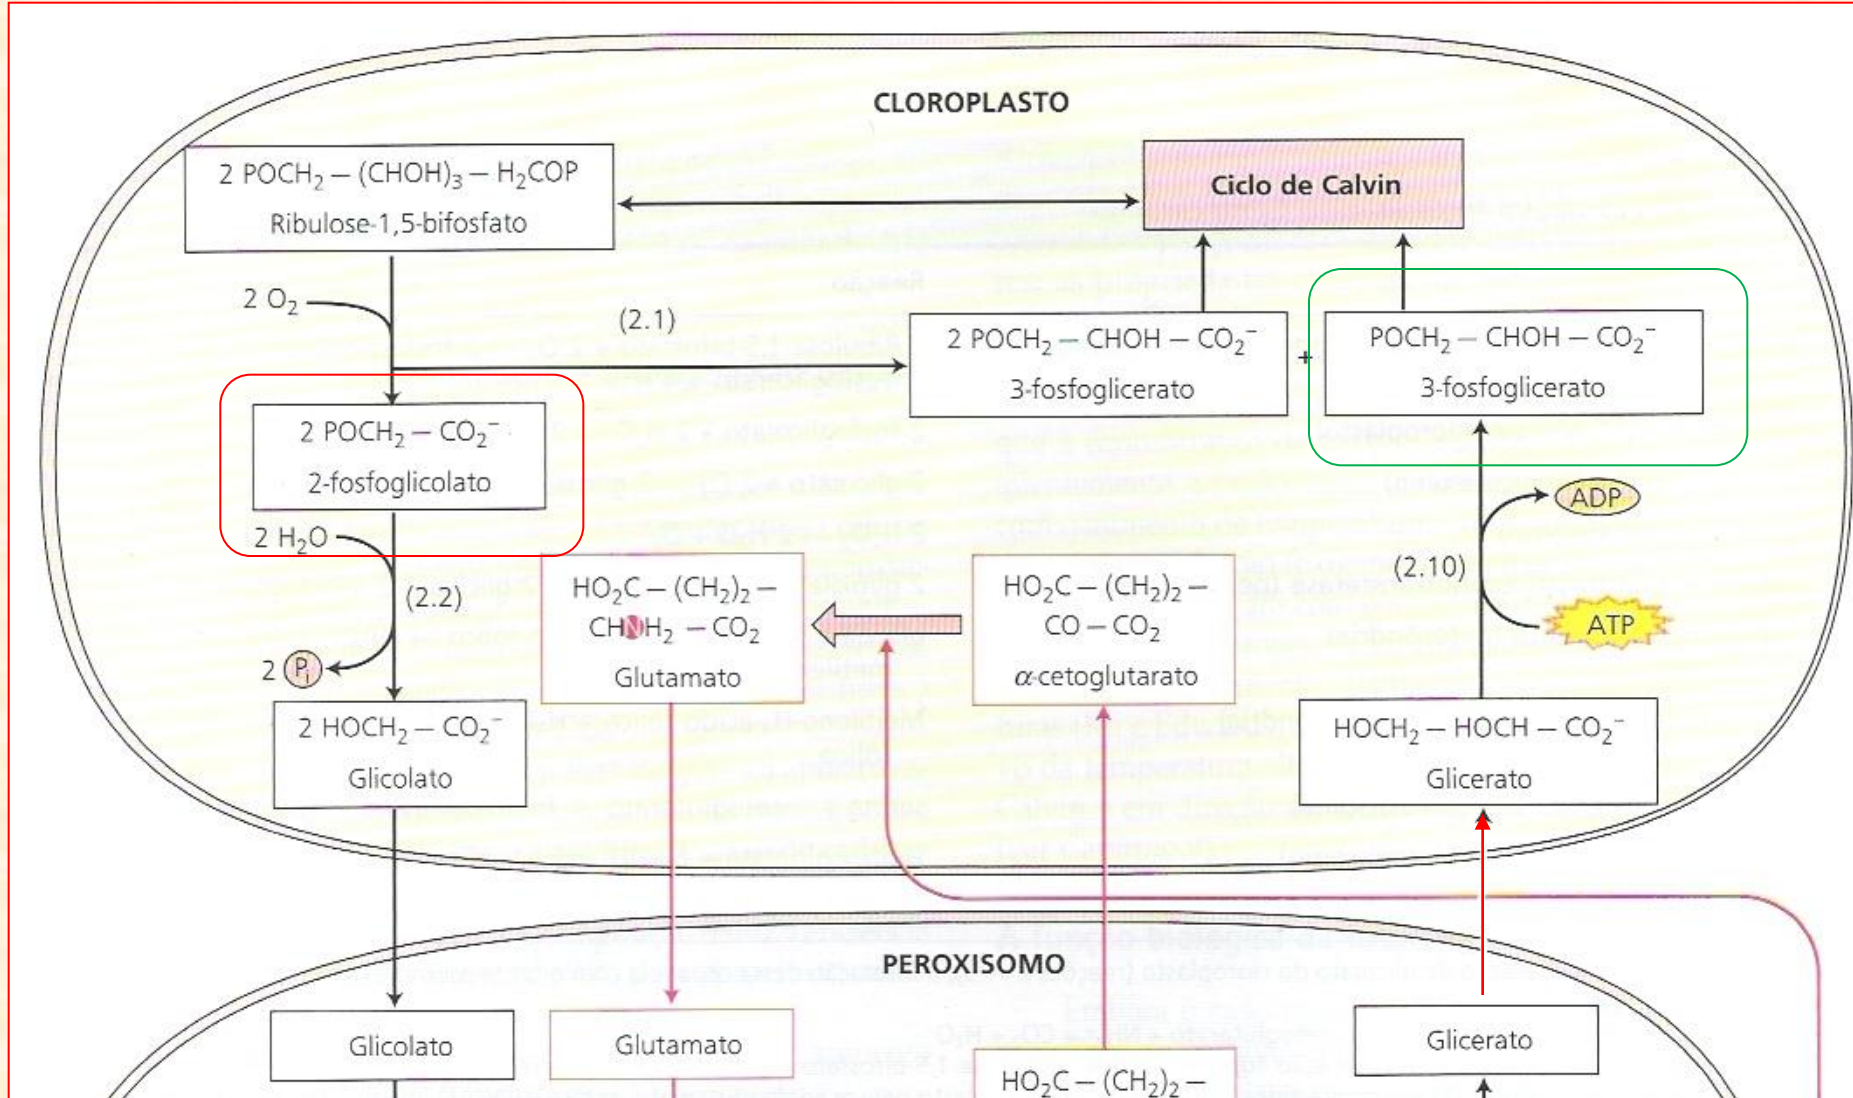 CLOROPLASTO
2 POCH₂ – (CHOH)₃ – H₂COP
Ribulose-1,5-bifosfato
Ciclo de Calvin
2 O₂
(2.1)
2 POCH₂ – CHOH – CO₂⁻
3-fosfoglicerato
+
POCH₂ – CHOH – CO₂⁻
3-fosfoglicerato
2 POCH₂ – CO₂⁻
2-fosfoglicolato
2 H₂O
(2.2)
2 Pi
ADP
(2.10)
ATP
HO₂C – (CH₂)₂ –
CHNH₂ – CO₂
Glutamato
HO₂C – (CH₂)₂ –
CO – CO₂
α-cetoglutarato
2 HOCH₂ – CO₂⁻
Glicolato
HOCH₂ – HOCH – CO₂⁻
Glicerato
PEROXISOMO
Glicolato
Glutamato
HO₂C – (CH₂)₂ –
Glicerato